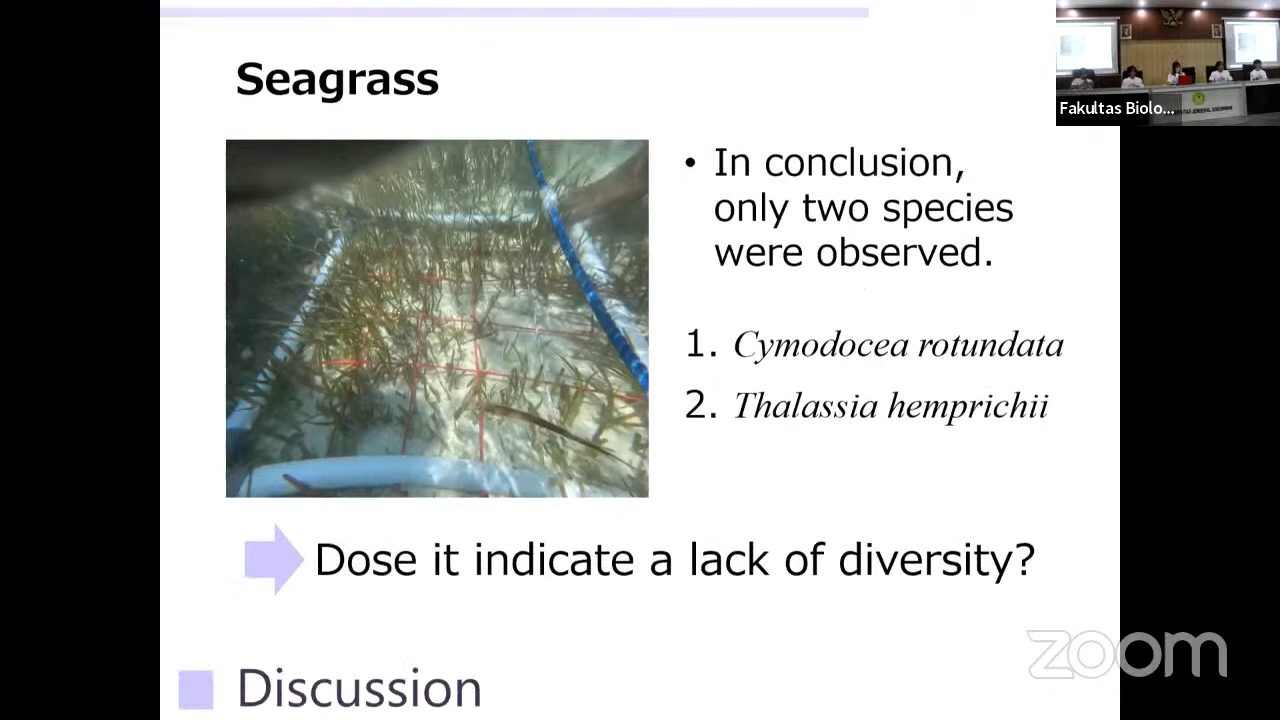 Seagrass
• In conclusion,
only two species
were observed.
1. Cymodocea rotundata
2. Thalassia hemprichii
Dose it indicate a lack of diversity?
Discussion
Fakultas Biolo...
zoom